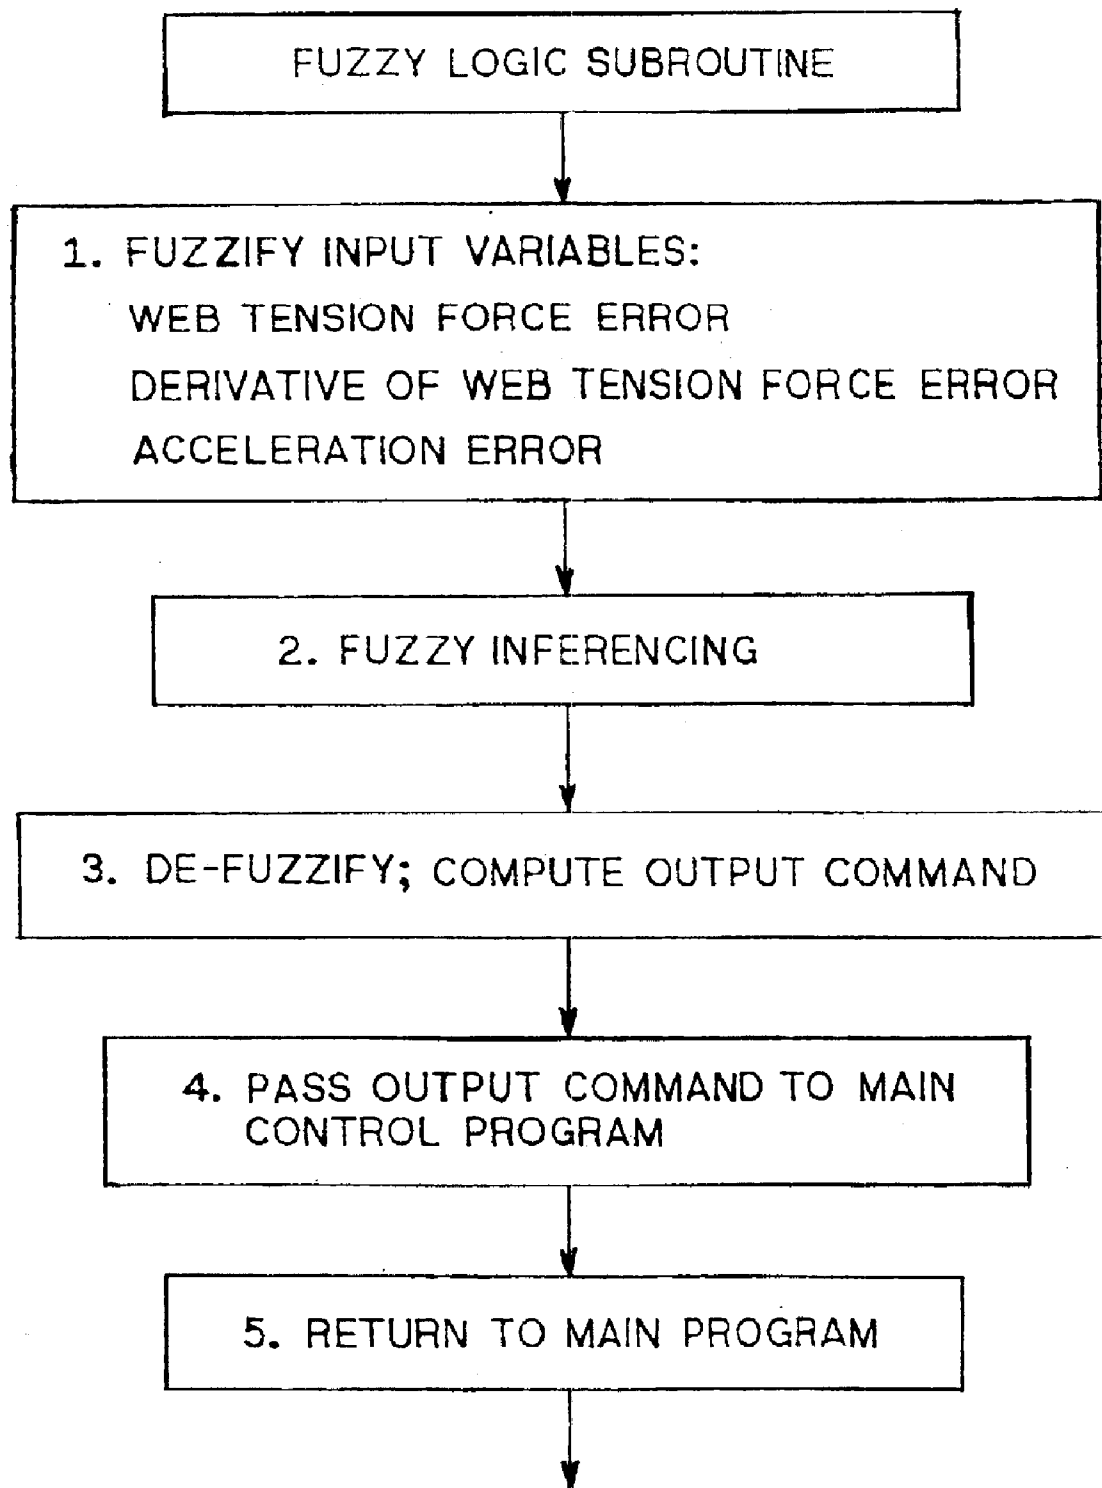 FUZZY LOGIC SUBROUTINE
1. FUZZIFY INPUT VARIABLES:
WEB TENSION FORCE ERROR
DERIVATIVE OF WEB TENSION FORCE ERROR
ACCELERATION ERROR
2. FUZZY INFERENCING
3. DE-FUZZIFY; COMPUTE OUTPUT COMMAND
4. PASS OUTPUT COMMAND TO MAIN
CONTROL PROGRAM
5. RETURN TO MAIN PROGRAM